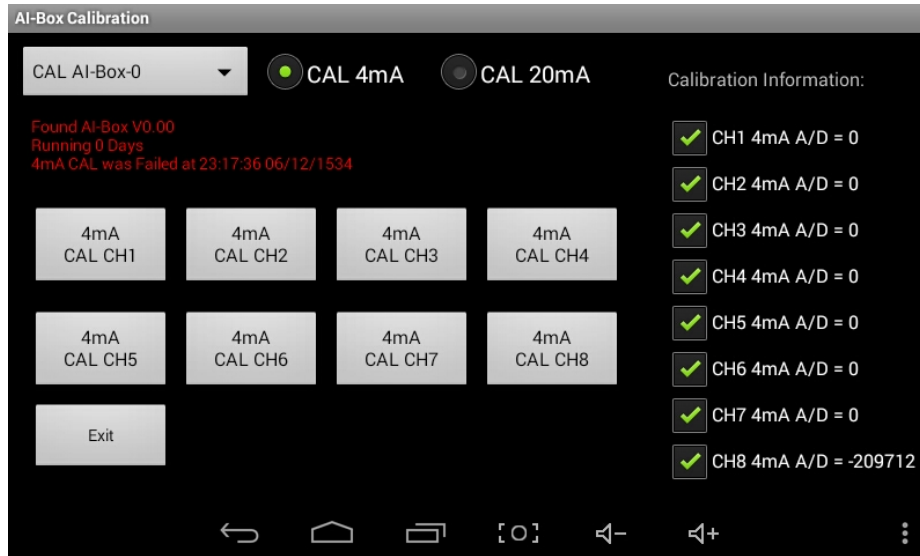 AI-Box Calibration
CAL AI-Box-0
CAL 4mA
CAL 20mA
Found AI-Box V0.00
Running 0 Days
4mA CAL was Failed at 23:17:36 06/12/1534
4mA
CAL CH1
4mA
CAL CH2
4mA
CAL CH3
4mA
CAL CH4
4mA
CAL CH5
4mA
CAL CH6
4mA
CAL CH7
4mA
CAL CH8
Exit
Calibration Information:
CH1 4mA A/D = 0
CH2 4mA A/D = 0
CH3 4mA A/D = 0
CH4 4mA A/D = 0
CH5 4mA A/D = 0
CH6 4mA A/D = 0
CH7 4mA A/D = 0
CH8 4mA A/D = -209712